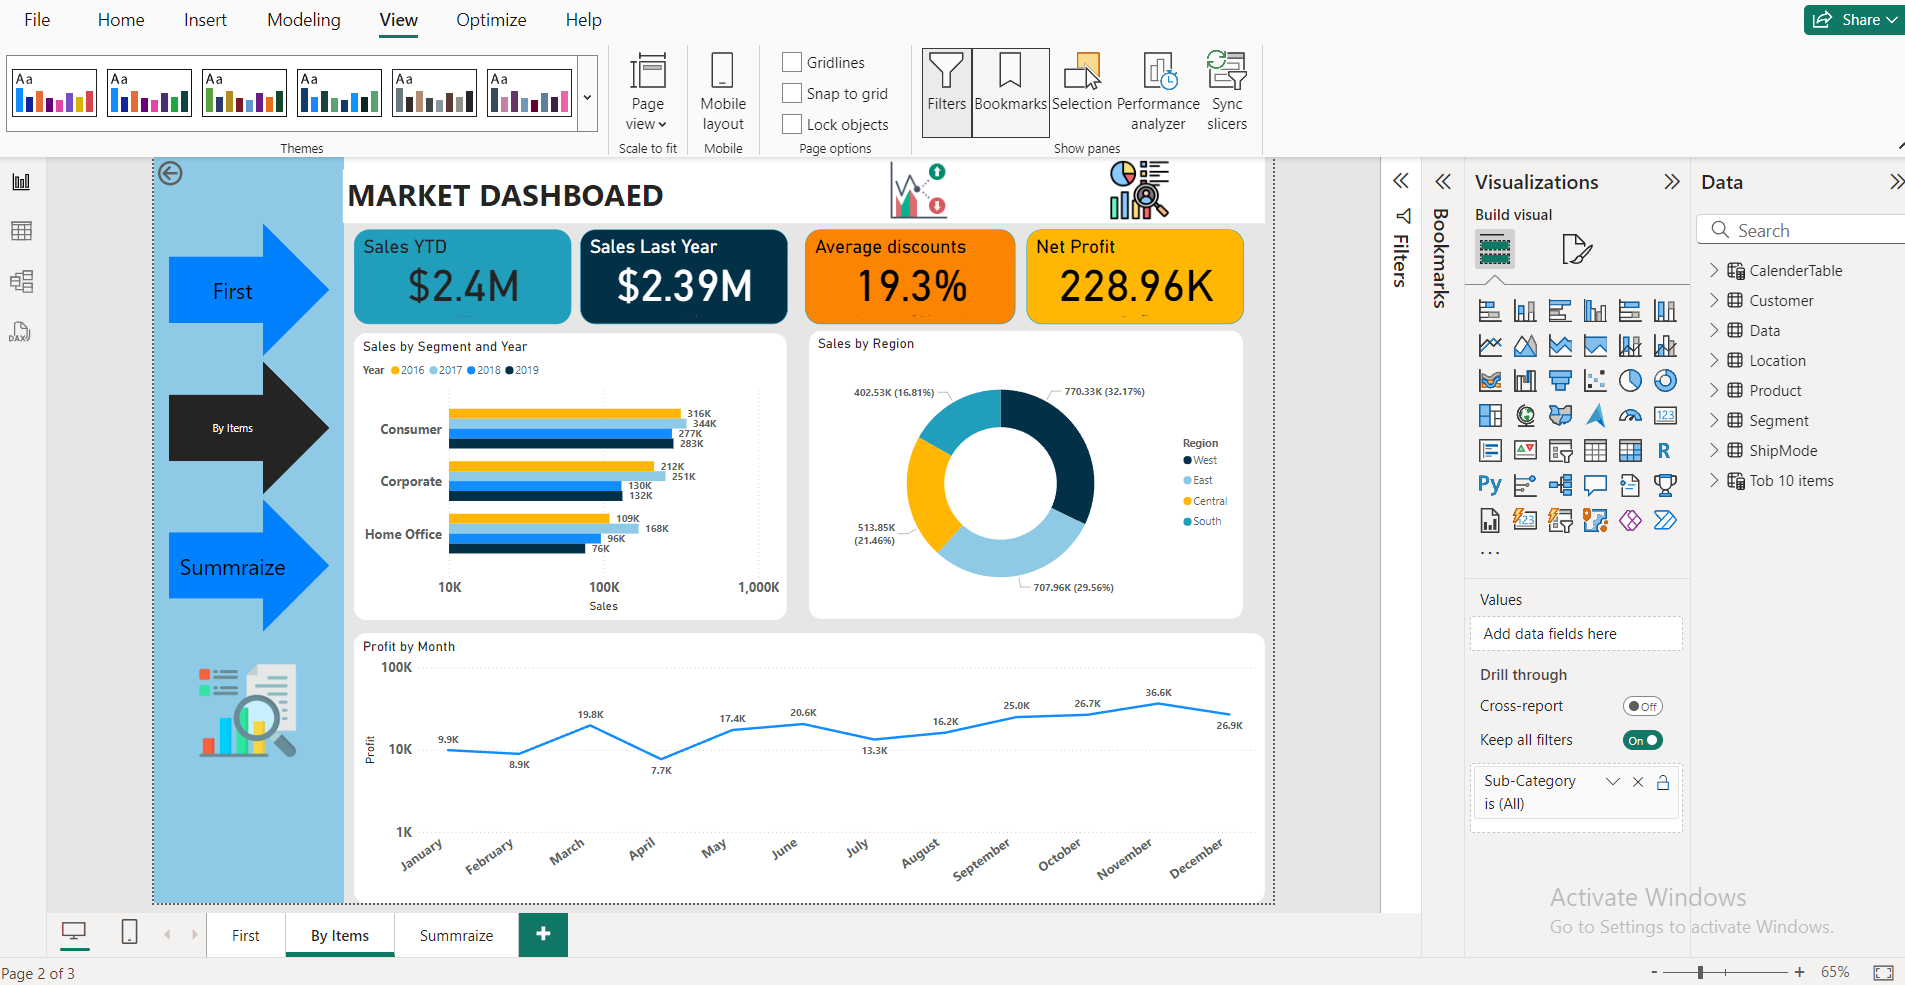 File Home Insert Modeling View Optimize Help
Share
Aa Aa Aa Aa Aa Aa
Themes
Page view
Scale to fit
Mobile layout
Mobile
Gridlines
Snap to grid
Lock objects
Page options
Filters Bookmarks Selection Performance analyzer Sync slicers
Show panes
MARKET DASHBOAED
First
By Items
Summraize
Sales YTD
$2.4M
Sales Last Year
$2.39M
Average discounts
19.3%
Net Profit
228.96K
Sales by Segment and Year
Year 2016 2017 2018 2019
Consumer
316K
344K
277K
283K
Corporate
212K
251K
130K
132K
Home Office
109K
168K
96K
76K
10K 100K 1,000K
Sales
Sales by Region
402.53K (16.81%)
770.33K (32.17%)
513.85K
(21.46%)
707.96K (29.56%)
Region
West
East
Central
South
Profit by Month
100K
10K
1K
Profit
9.9K
8.9K
19.8K
7.7K
17.4K
20.6K
13.3K
16.2K
25.0K
26.7K
36.6K
26.9K
January February March April May June July August September October November December
Filters
Bookmarks
Visualizations
Build visual
123
R
Py
123
...
Values
Add data fields here
Drill through
Cross-report Off
Keep all filters On
Sub-Category
is (All)
Data
Search
CalenderTable
Customer
Data
Location
Product
Segment
ShipMode
Top 10 items
DAX
Activate Windows
Go to Settings to activate Windows.
First By Items Summraize +
Page 2 of 3
- + 65%